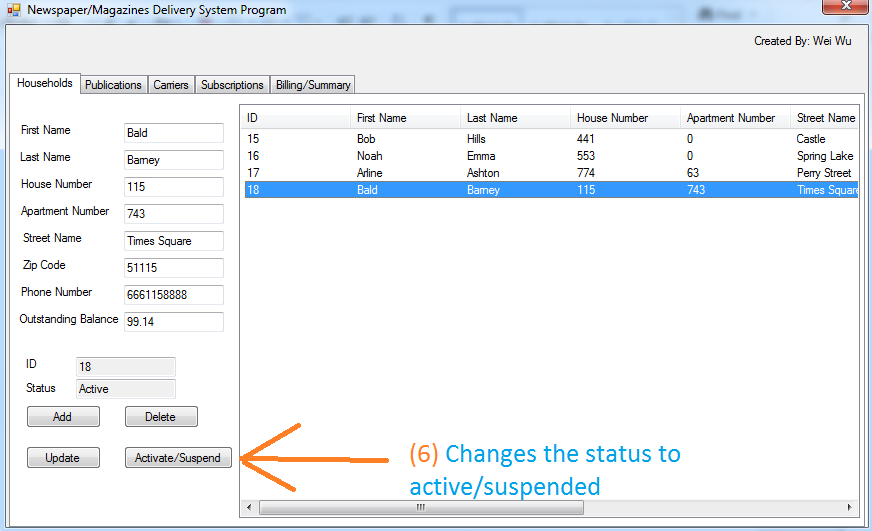 Newspaper/Magazines Delivery System Program
Created By: Wei Wu
Households Publications Carriers Subscriptions Billing/Summary
First Name Bald
Last Name Barney
House Number 115
Apartment Number 743
Street Name Times Square
Zip Code 51115
Phone Number 6661158888
Outstanding Balance 99.14
ID 18
Status Active
Add Delete
Update Activate/Suspend
ID First Name Last Name House Number Apartment Number Street Name
15 Bob Hills 441 0 Castle
16 Noah Emma 553 0 Spring Lake
17 Arline Ashton 774 63 Perry Street
18 Bald Barney 115 743 Times Square
(6) Changes the status to
active/suspended